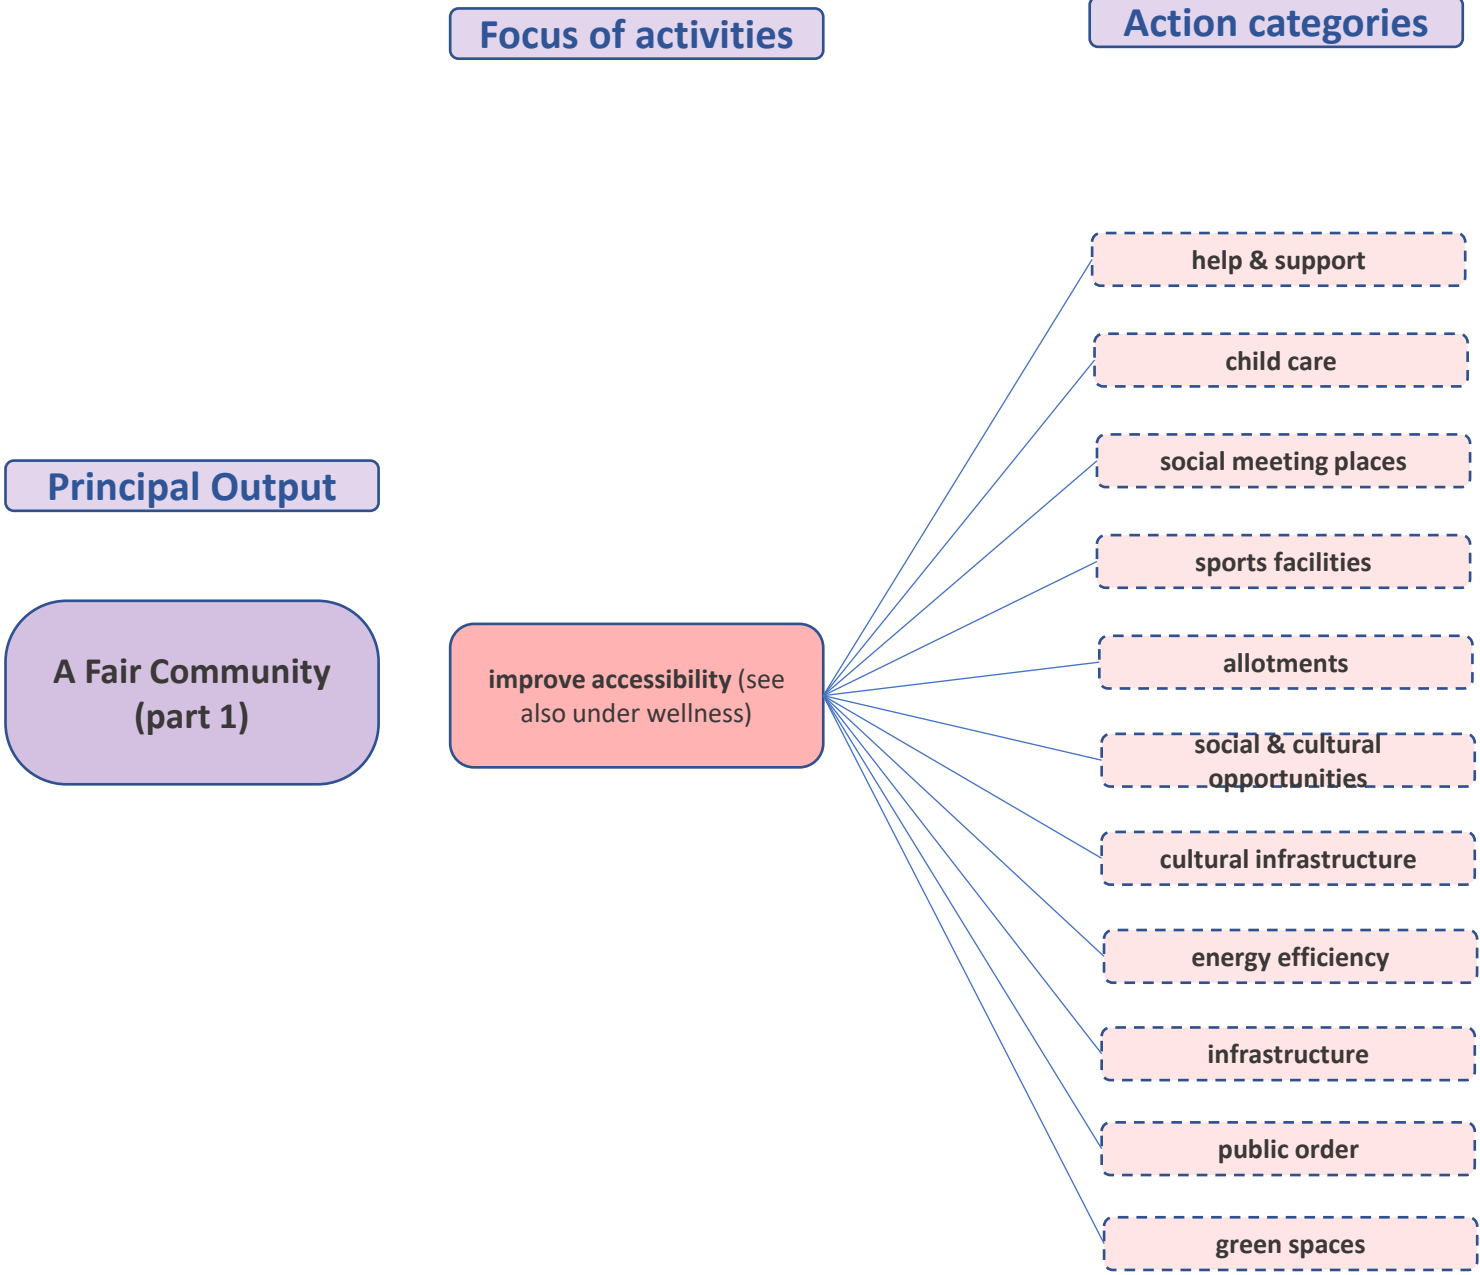 Focus of activities
Action categories
Principal Output
A Fair Community
(part 1)
improve accessibility (see
also under wellness)
help & support
child care
social meeting places
sports facilities
allotments
social & cultural
opportunities
cultural infrastructure
energy efficiency
infrastructure
public order
green spaces